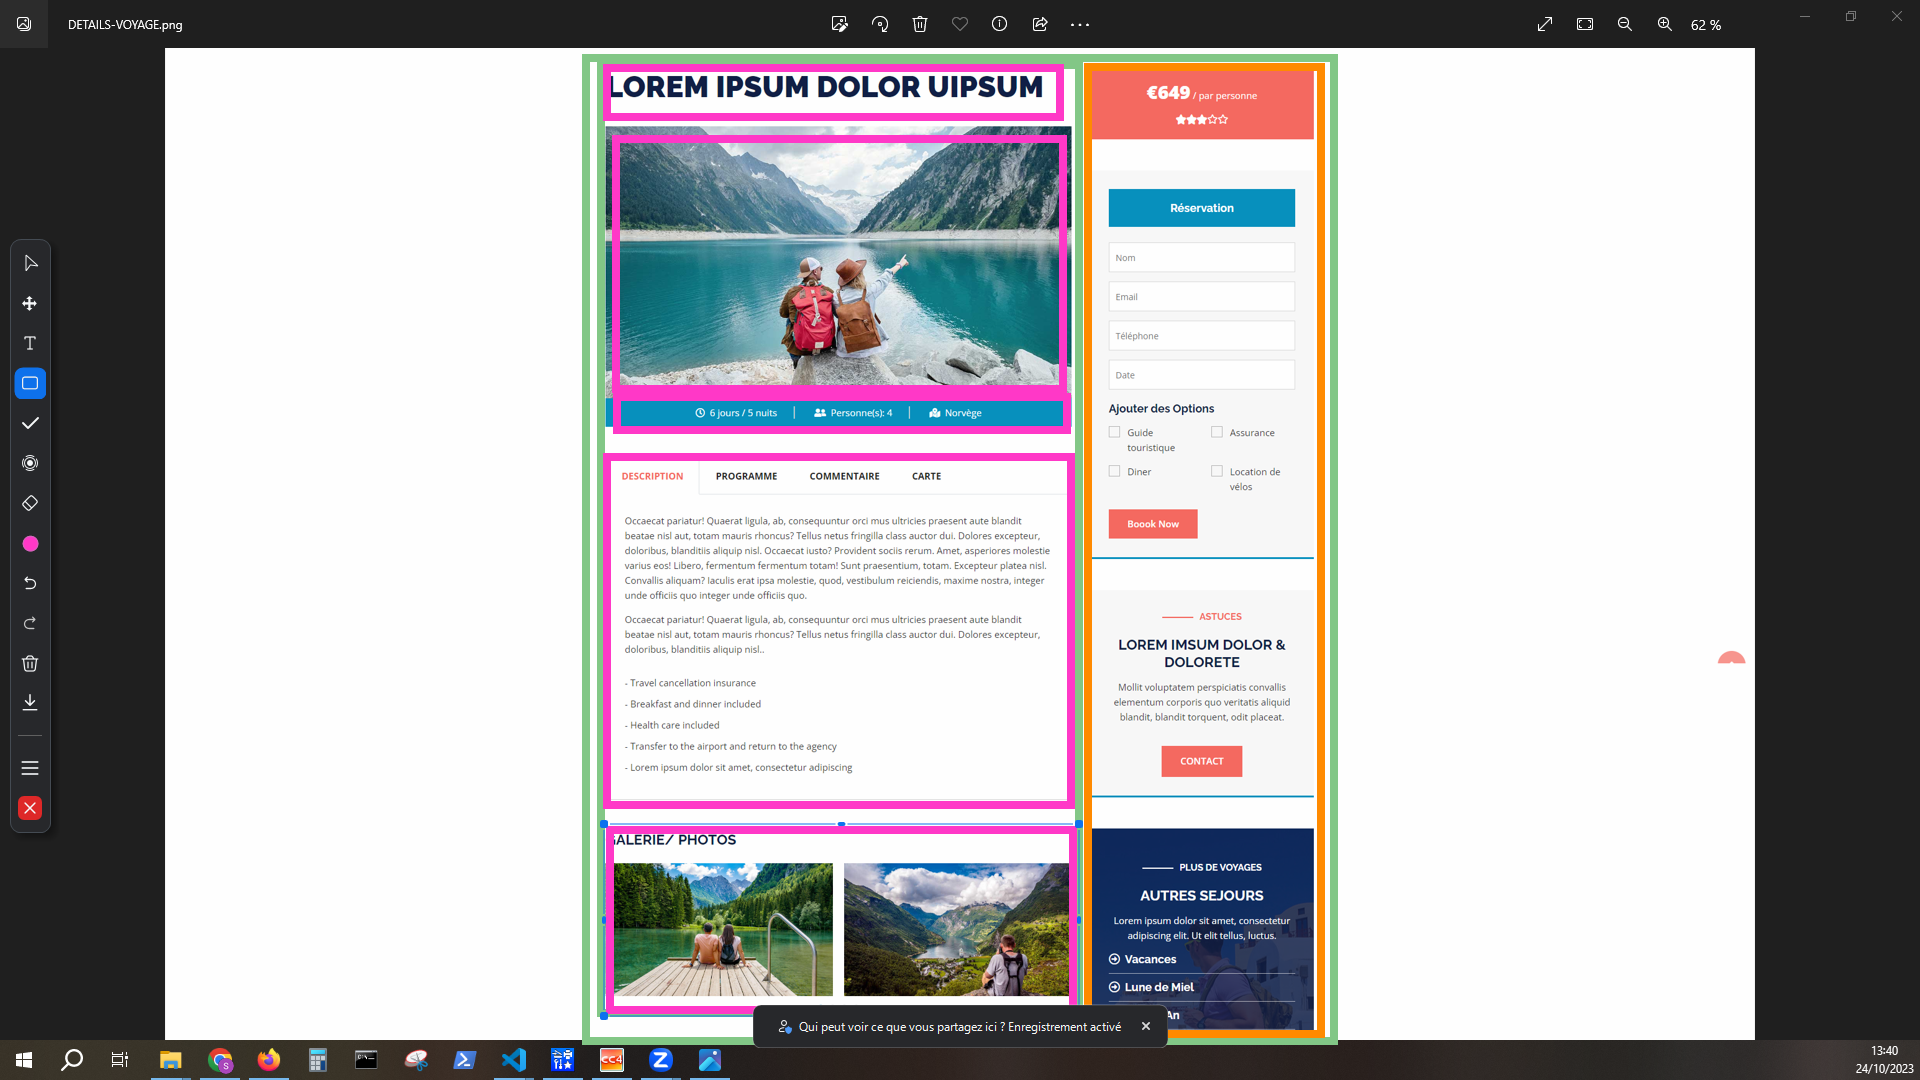 DETAILS-VOYAGE.png
62 %
LOREM IPSUM DOLOR UIPSUM
6 jours / 5 nuits
Personne(s): 4
Norvège
DESCRIPTION
PROGRAMME
COMMENTAIRE
CARTE
Occaecat pariatur! Quaerat ligula, ab, consequuntur orci mus ultricies praesent aute blandit
beatae nisl aut, totam mauris rhoncus? Tellus netus fringilla class auctor dui. Dolores excepteur,
doloribus, blanditiis aliquip nisl. Occaecat iusto? Provident sociis rerum. Amet, asperiores molestie
varius eos! Libero, fermentum fermentum totam! Sunt praesentium, totam. Excepteur platea nisl.
Convallis aliquam? Iaculis erat ipsa molestie, quod, vestibulum reiciendis, maxime nostra, integer
unde officiis quo integer unde officiis quo.
Occaecat pariatur! Quaerat ligula, ab, consequuntur orci mus ultricies praesent aute blandit
beatae nisl aut, totam mauris rhoncus? Tellus netus fringilla class auctor dui. Dolores excepteur,
doloribus, blanditiis aliquip nisl..
- Travel cancellation insurance
- Breakfast and dinner included
- Health care included
- Transfer to the airport and return to the agency
- Lorem ipsum dolor sit amet, consectetur adipiscing
GALERIE/ PHOTOS
€649 / par personne
Réservation
Nom
Email
Téléphone
Date
Ajouter des Options
Guide
touristique
Assurance
Diner
Location de
vélos
Boook Now
ASTUCES
LOREM IMSUM DOLOR &
DOLORETE
Mollit voluptatem perspiciatis convallis
elementum corporis quo veritatis aliquid
blandit, blandit torquent, odit placeat.
CONTACT
PLUS DE VOYAGES
AUTRES SEJOURS
Lorem ipsum dolor sit amet, consectetur
adipiscing elit. Ut elit tellus, luctus.
Vacances
Lune de Miel
An
Qui peut voir ce que vous partagez ici ? Enregistrement activé
13:40
24/10/2023